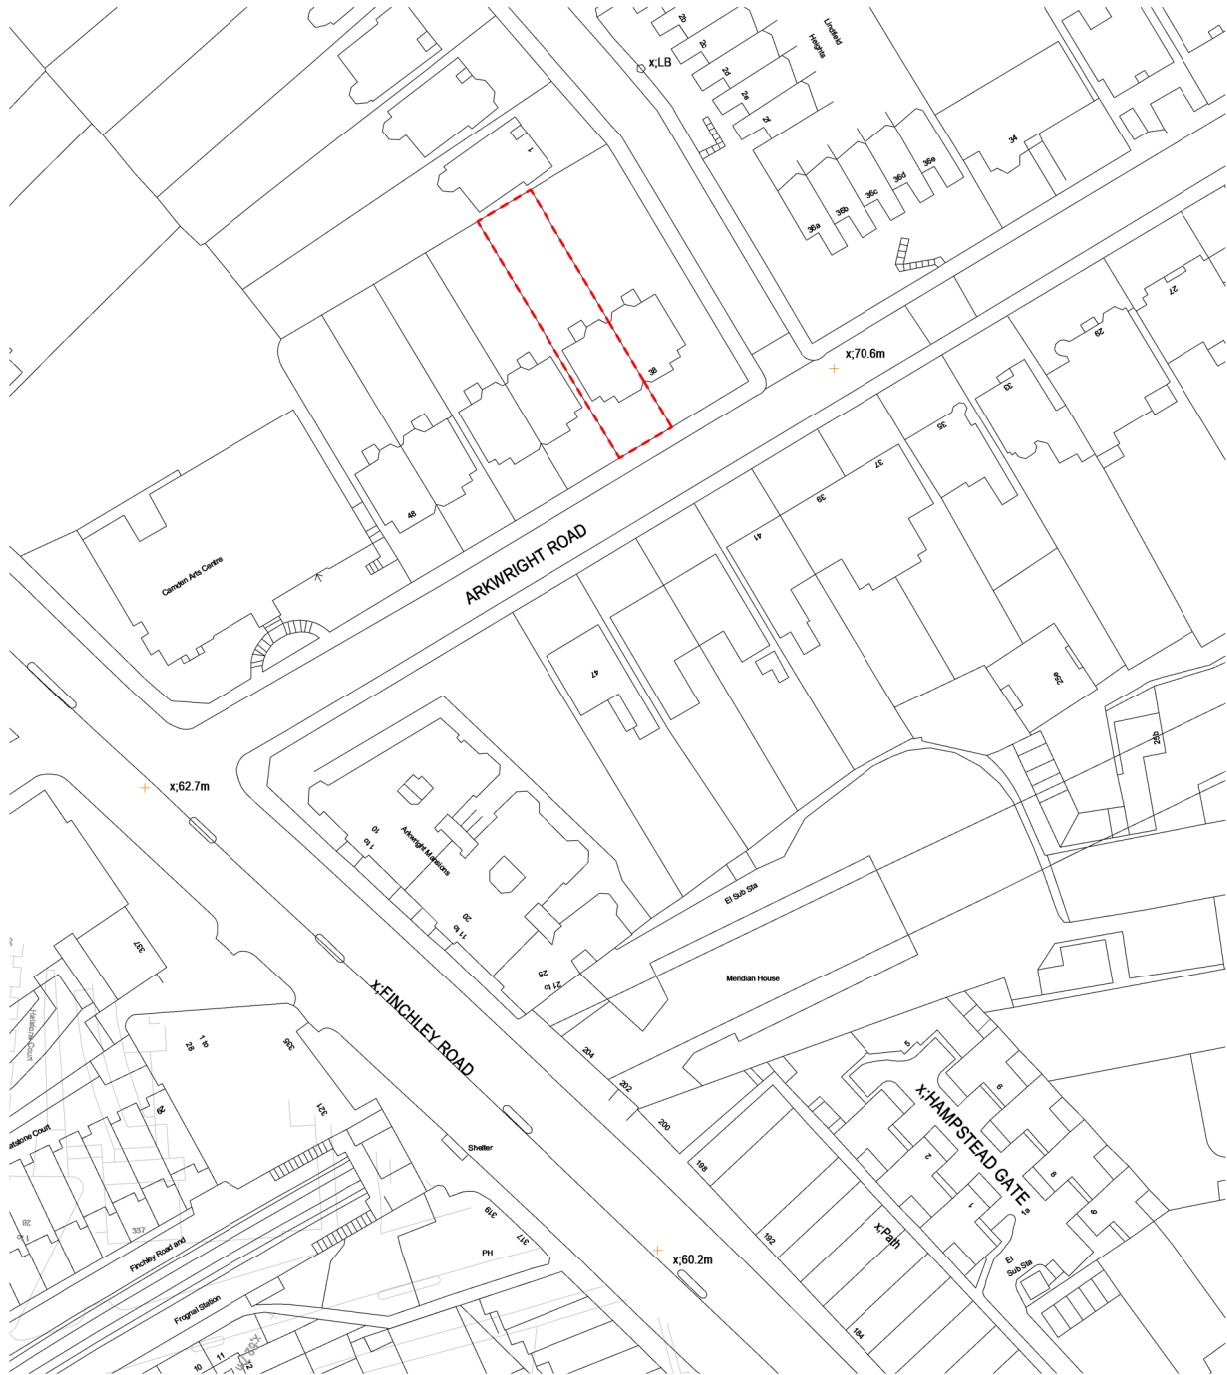 2b
2c
2d
2e
2f
Lindfield
Heights
x;LB
1
34
36a
36b
36c
36d
36e
27
29
33
35
37
39
41
47
x;70.6m
38
48
Camden Arts Centre
ARKWRIGHT ROAD
25a
25b
x;62.7m
1 to
10
Arkwright Mansions
11 to
20
21 to
25
El Sub Sta
Meridian House
337
x;FINCHLEY ROAD
204
202
200
198
192
184
1 to
28
335
321
29
Shelter
319
317
PH
x;60.2m
5
6
x;HAMPSTEAD GATE
2
1
8
9
1a
x;Path
El
Sub Sta
Finchley Road and
Frognal Station
337
10
11
12